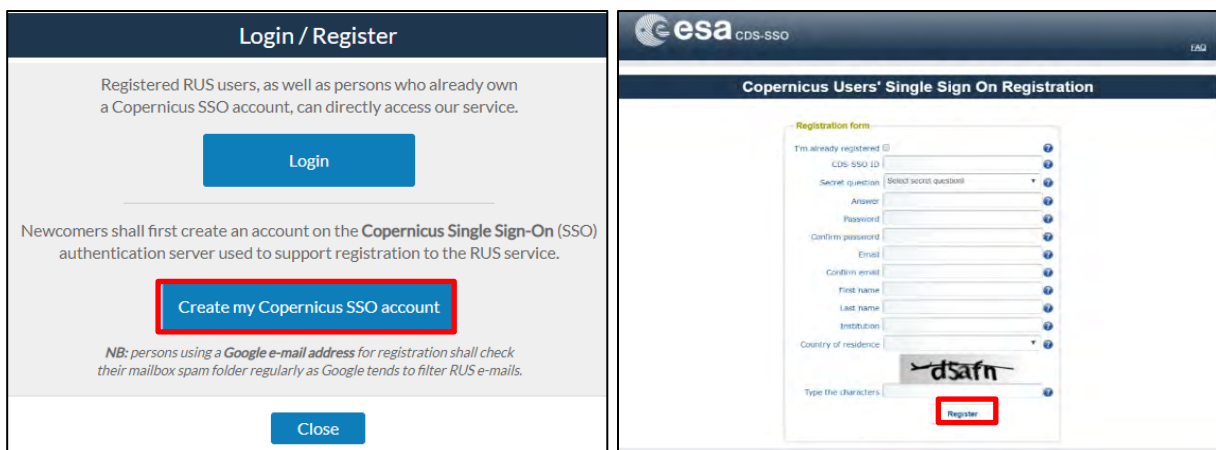 Login / Register
Registered RUS users, as well as persons who already own
a Copernicus SSO account, can directly access our service.
Login
Newcomers shall first create an account on the Copernicus Single Sign-On (SSO)
authentication server used to support registration to the RUS service.
Create my Copernicus SSO account
NB: persons using a Google e-mail address for registration shall check
their mailbox spam folder regularly as Google tends to filter RUS e-mails.
Close
esa CDS-SSO
FAQ
Copernicus Users' Single Sign On Registration
Registration form
I'm already registered
CDS-SSO ID
Secret question Select secret question!
Answer
Password
Confirm password
Email
Confirm email
First name
Last name
Institution
Country of residence
d5afn
Type the characters
Register